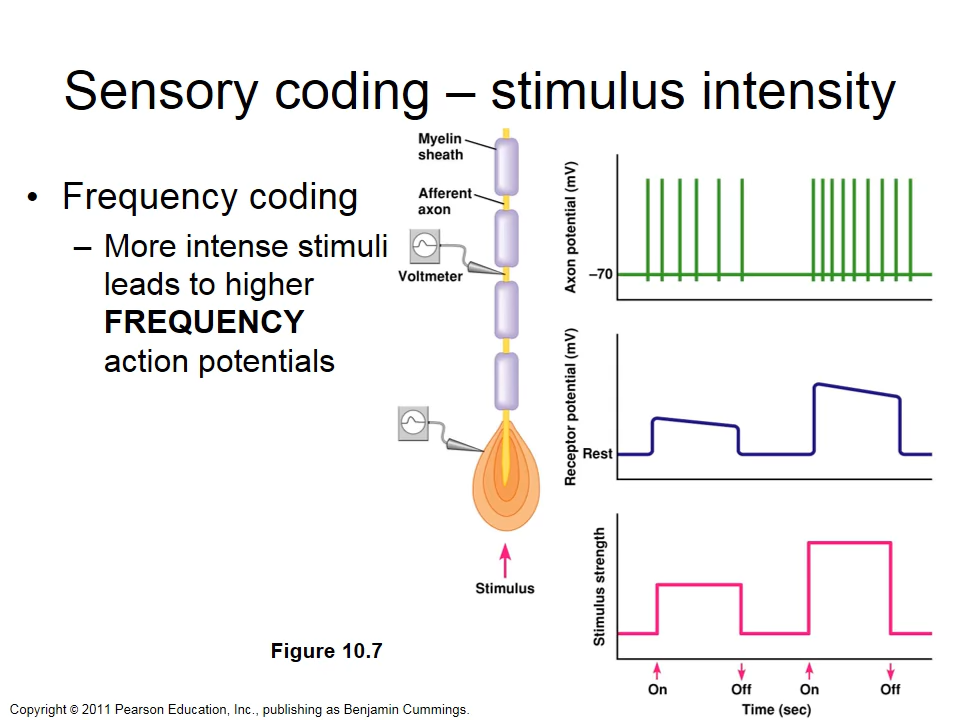 Sensory coding – stimulus intensity
• Frequency coding
– More intense stimuli
leads to higher
FREQUENCY
action potentials
Myelin
sheath
Afferent
axon
Voltmeter
Stimulus
Figure 10.7
Axon potential (mV)
–70
Receptor potential (mV)
Rest
Stimulus strength
On
Off
On
Off
Time (sec)
Copyright © 2011 Pearson Education, Inc., publishing as Benjamin Cummings.